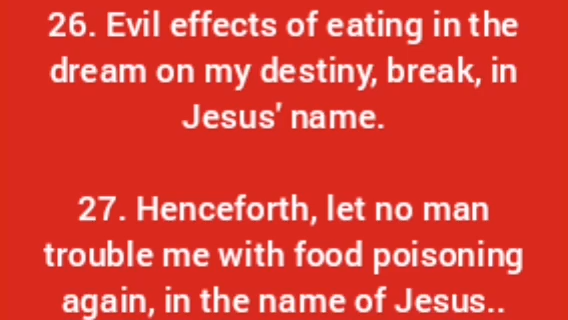 26. Evil effects of eating in the
dream on my destiny, break, in
Jesus' name.
27. Henceforth, let no man
trouble me with food poisoning
again, in the name of Jesus..